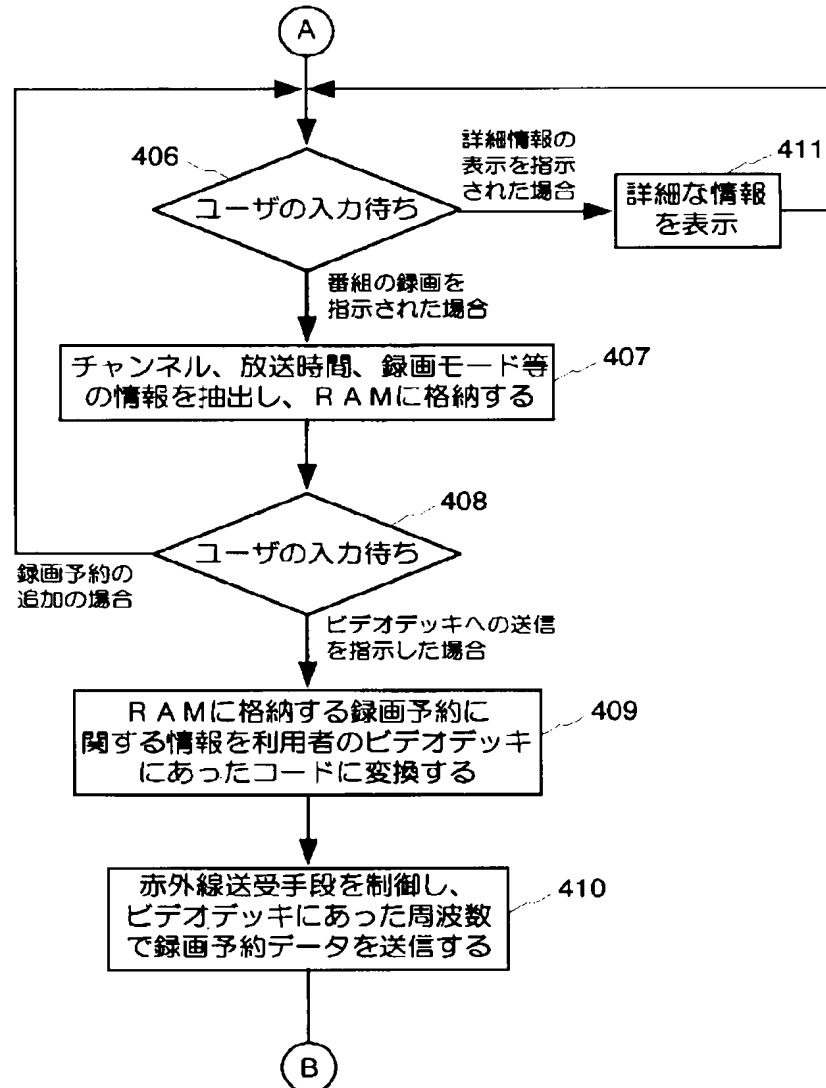 A
406
ユーザの入力待ち
詳細情報の
表示を指示
された場合
411
詳細な情報
を表示
番組の録画を
指示された場合
チャンネル、放送時間、録画モード等
の情報を抽出し、RAMに格納する
407
408
ユーザの入力待ち
録画予約の
追加の場合
ビデオデッキへの送信
を指示した場合
RAMに格納する録画予約に
関する情報を利用者のビデオデッキ
にあったコードに変換する
409
赤外線送受手段を制御し、
ビデオデッキにあった周波数
で録画予約データを送信する
410
B